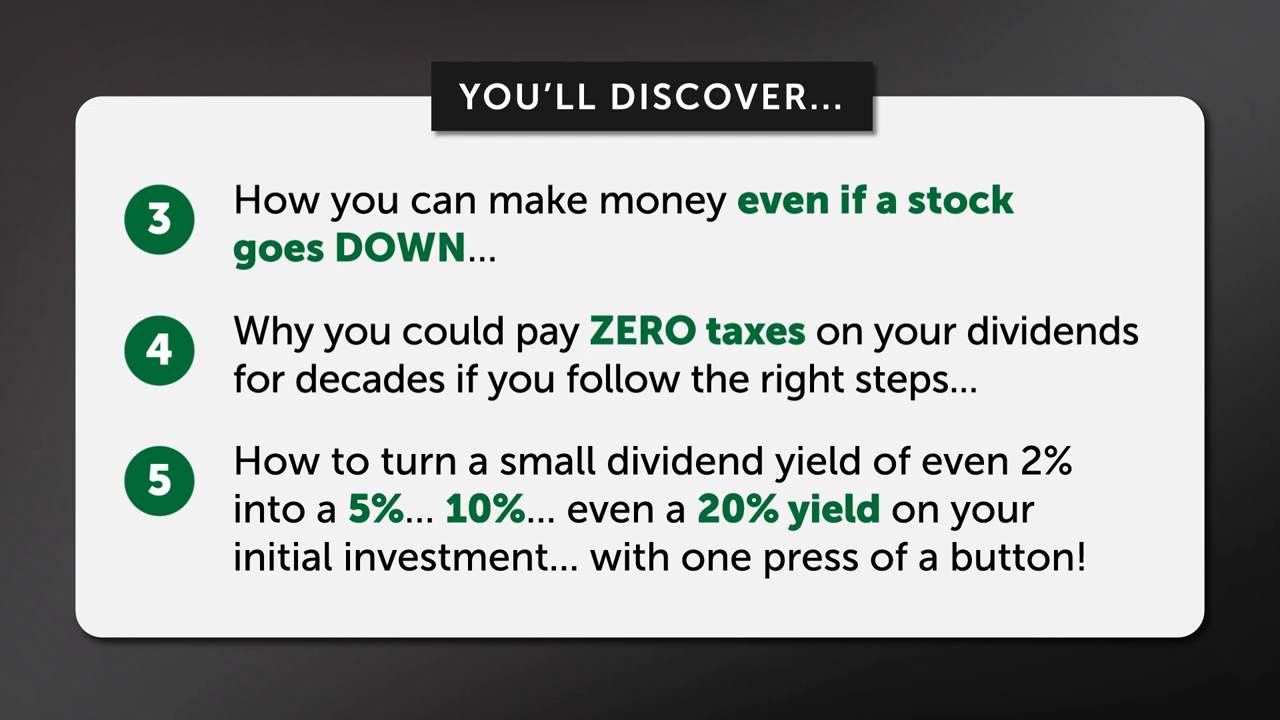 YOU'LL DISCOVER...
3 How you can make money even if a stock
goes DOWN...
4 Why you could pay ZERO taxes on your dividends
for decades if you follow the right steps...
5 How to turn a small dividend yield of even 2%
into a 5%... 10%... even a 20% yield on your
initial investment... with one press of a button!